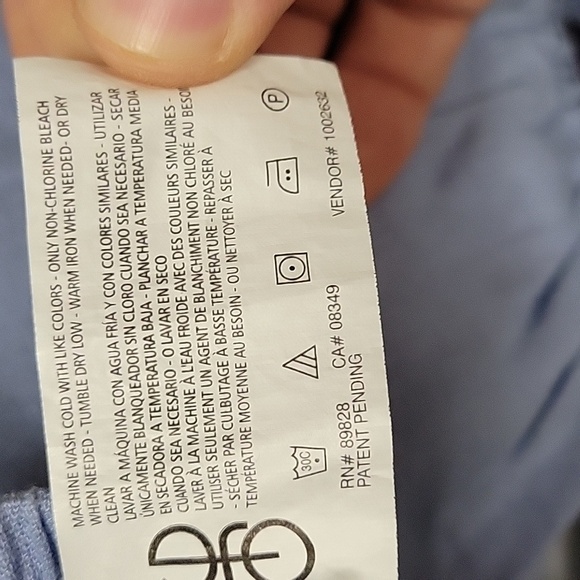 MACHINE WASH COLD WITH LIKE COLORS - ONLY NON-CHLORINE BLEACH
WHEN NEEDED - TUMBLE DRY LOW - WARM IRON WHEN NEEDED- OR DRY
CLEAN
LAVAR A MÁQUINA CON AGUA FRÍA Y CON COLORES SIMILARES - UTILIZAR
ÚNICAMENTE BLANQUEADOR SIN CLORO CUANDO SEA NECESARIO - SECAR
EN SECADORA A TEMPERATURA BAJA - PLANCHAR A TEMPERATURA MEDIA
CUANDO SEA NECESARIO - O LAVAR EN SECO
LAVER À LA MACHINE À L'EAU FROIDE AVEC DES COULEURS SIMILAIRES -
UTILISER SEULEMENT UN AGENT DE BLANCHIMENT NON CHLORÉ AU BESOI
- SÉCHER PAR CULBUTAGE À BASSE TEMPÉRATURE - REPASSER À
TEMPÉRATURE MOYENNE AU BESOIN - OU NETTOYER À SEC
30C P
RN# 89828 CA# 08349 VENDOR# 1002632
PATENT PENDING